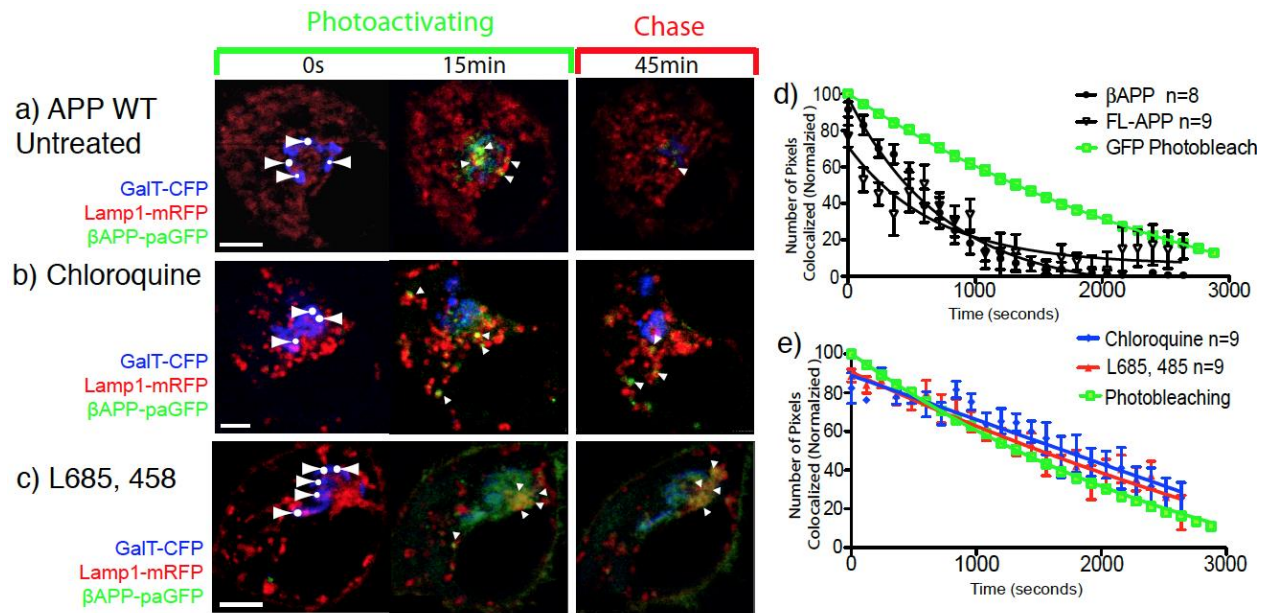 Photoactivating
Chase
0s
15min
45min
a) APP WT
Untreated
GalT-CFP
Lamp1-mRFP
βAPP-paGFP
b) Chloroquine
GalT-CFP
Lamp1-mRFP
βAPP-paGFP
c) L685, 458
GalT-CFP
Lamp1-mRFP
βAPP-paGFP
d)
Number of Pixels
Colocalized (Normalzied)
100
80
60
40
20
0
0
1000
2000
3000
Time (seconds)
βAPP n=8
FL-APP n=9
GFP Photobleach
e)
Number of Pixels
Colocalized (Normalized)
100
80
60
40
20
0
0
1000
2000
3000
Time (seconds)
Chloroquine n=9
L685, 485 n=9
Photobleaching